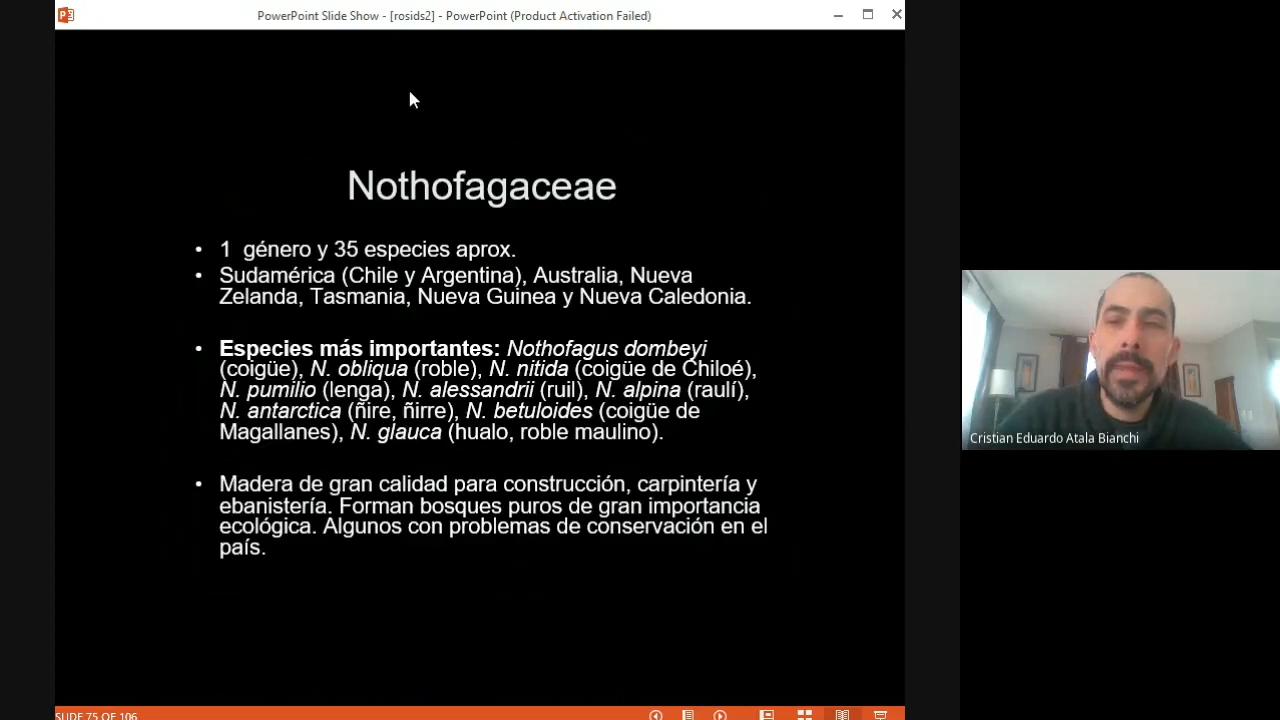 PowerPoint Slide Show - [rosids2] - PowerPoint (Product Activation Failed)
Nothofagaceae
• 1  género y 35 especies aprox.
• Sudamérica (Chile y Argentina), Australia, Nueva
Zelanda, Tasmania, Nueva Guinea y Nueva Caledonia.
• Especies más importantes: Nothofagus dombeyi
(coigüe), N. obliqua (roble), N. nitida (coigüe de Chiloé),
N. pumilio (lenga), N. alessandrii (ruil), N. alpina (raulí),
N. antarctica (ñire, ñirre), N. betuloides (coigüe de
Magallanes), N. glauca (hualo, roble maulino).
• Madera de gran calidad para construcción, carpintería y
ebanistería. Forman bosques puros de gran importancia
ecológica. Algunos con problemas de conservación en el
país.
Cristian Eduardo Atala Bianchi
SLIDE 75 OF 106